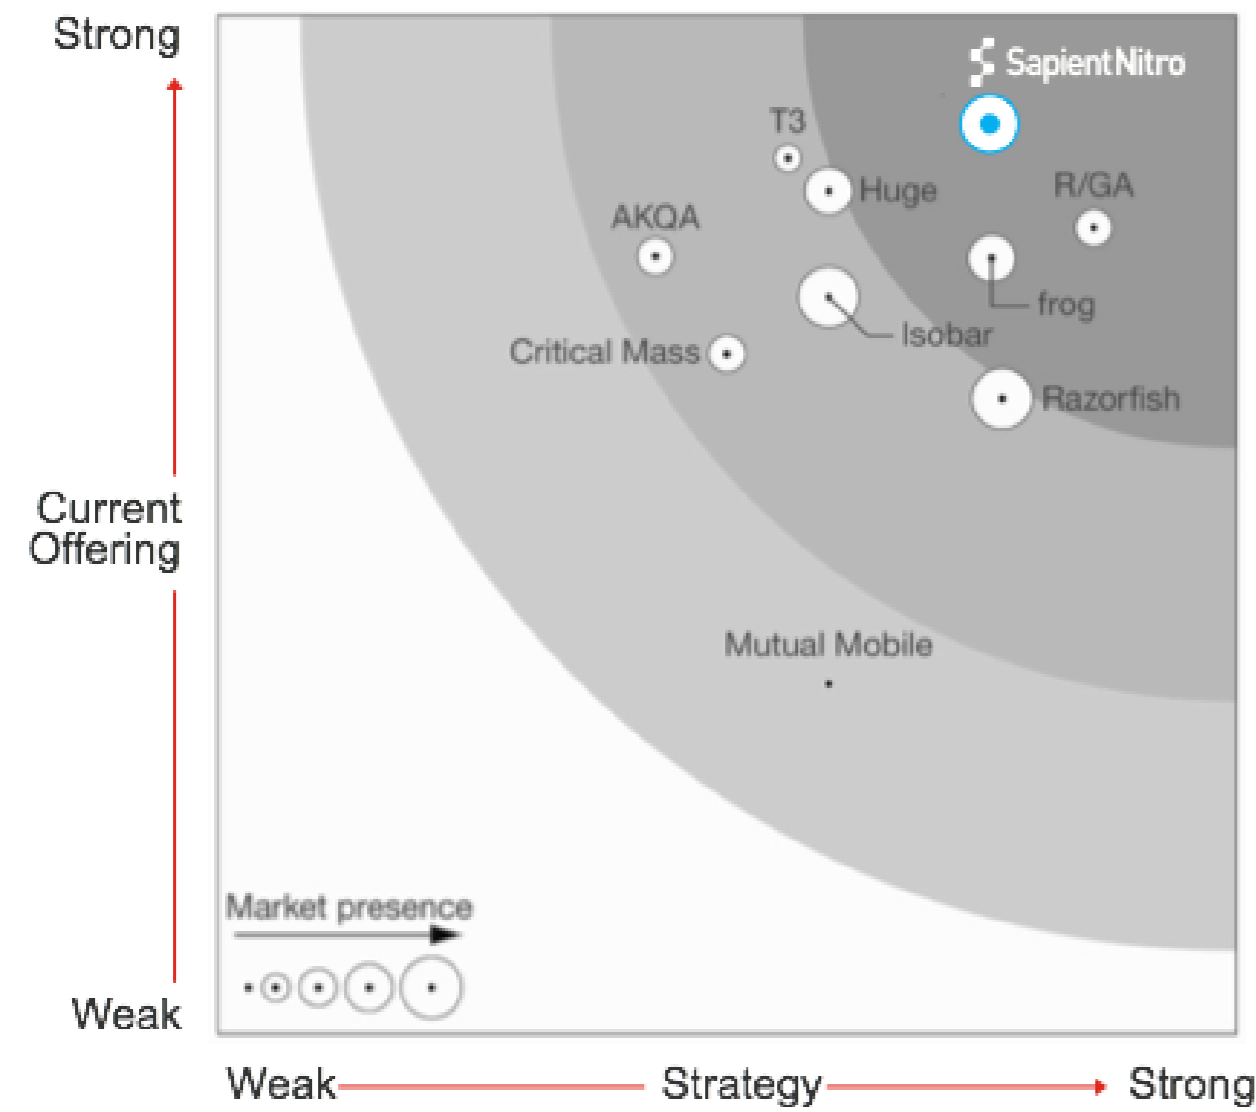 Strong
SapientNitro
T3
Huge
R/GA
AKQA
frog
Isobar
Critical Mass
Razorfish
Current
Offering
Mutual Mobile
Market presence
Weak
Weak
Strategy
Strong